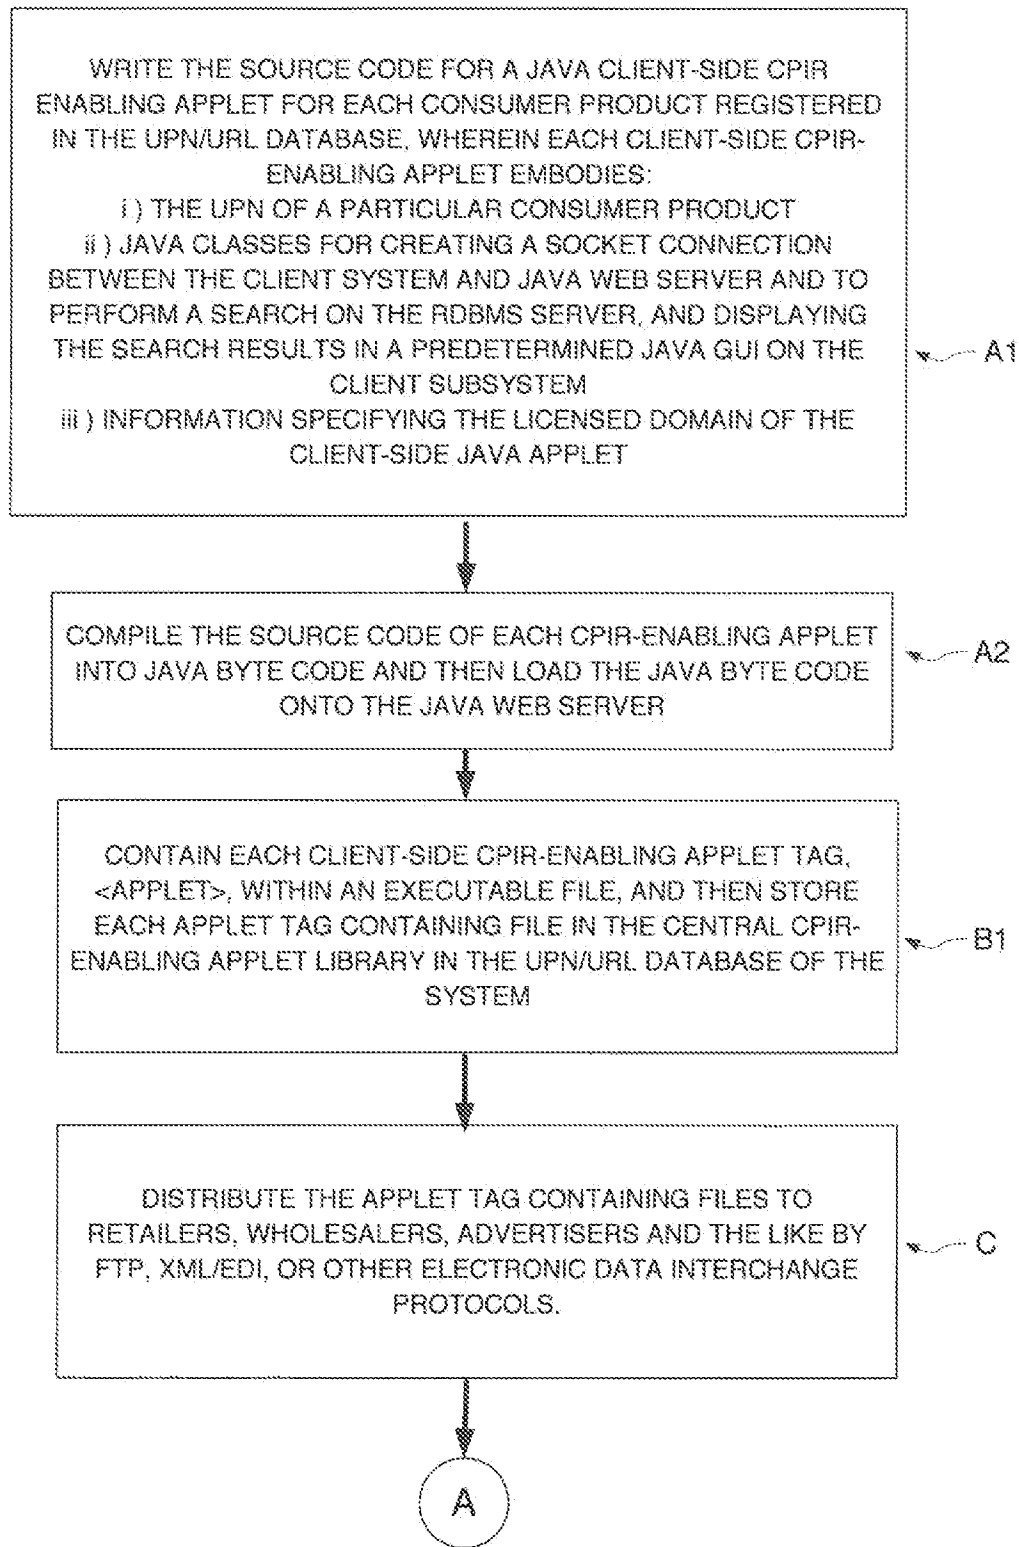 WRITE THE SOURCE CODE FOR A JAVA CLIENT-SIDE CPIR
ENABLING APPLET FOR EACH CONSUMER PRODUCT REGISTERED
IN THE UPN/URL DATABASE, WHEREIN EACH CLIENT-SIDE CPIR-
ENABLING APPLET EMBODIES:
i ) THE UPN OF A PARTICULAR CONSUMER PRODUCT
ii ) JAVA CLASSES FOR CREATING A SOCKET CONNECTION
BETWEEN THE CLIENT SYSTEM AND JAVA WEB SERVER AND TO
PERFORM A SEARCH ON THE RDBMS SERVER, AND DISPLAYING
THE SEARCH RESULTS IN A PREDETERMINED JAVA GUI ON THE
CLIENT SUBSYSTEM
iii ) INFORMATION SPECIFYING THE LICENSED DOMAIN OF THE
CLIENT-SIDE JAVA APPLET
A1
COMPILE THE SOURCE CODE OF EACH CPIR-ENABLING APPLET
INTO JAVA BYTE CODE AND THEN LOAD THE JAVA BYTE CODE
ONTO THE JAVA WEB SERVER
A2
CONTAIN EACH CLIENT-SIDE CPIR-ENABLING APPLET TAG,
<APPLET>, WITHIN AN EXECUTABLE FILE, AND THEN STORE
EACH APPLET TAG CONTAINING FILE IN THE CENTRAL CPIR-
ENABLING APPLET LIBRARY IN THE UPN/URL DATABASE OF THE
SYSTEM
B1
DISTRIBUTE THE APPLET TAG CONTAINING FILES TO
RETAILERS, WHOLESALERS, ADVERTISERS AND THE LIKE BY
FTP, XML/EDI, OR OTHER ELECTRONIC DATA INTERCHANGE
PROTOCOLS.
C
A